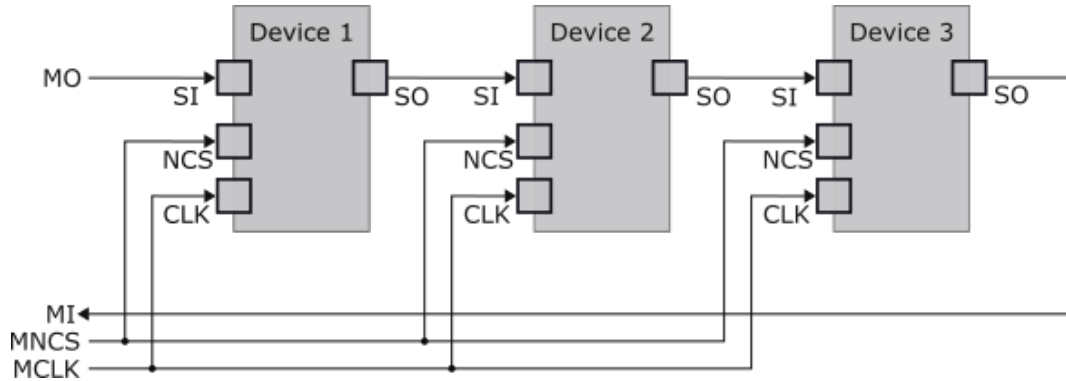 Device 1 Device 2 Device 3
MO SI SO SI SO SI SO
NCS NCS NCS
CLK CLK CLK
MI
MNCS
MCLK